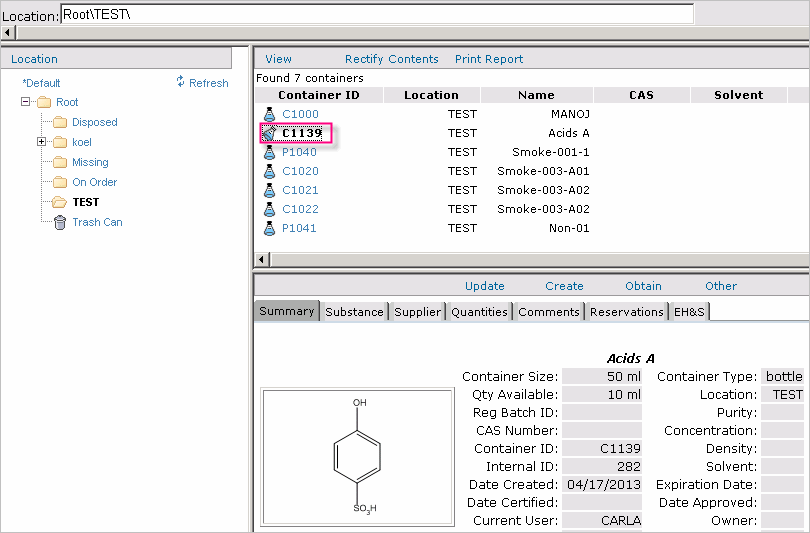 Location: Root\TEST\
Location
*Default Refresh
Root
Disposed
koel
Missing
On Order
TEST
Trash Can
View Rectify Contents Print Report
Found 7 containers
Container ID Location Name CAS Solvent
C1000 TEST MANOJ
C1139 TEST Acids A
P1040 TEST Smoke-001-1
C1020 TEST Smoke-003-A01
C1021 TEST Smoke-003-A02
C1022 TEST Smoke-003-A02
P1041 TEST Non-01
Update Create Obtain Other
Summary Substance Supplier Quantities Comments Reservations EH&S
Acids A
Container Size: 50 ml Container Type: bottle
Qty Available: 10 ml Location: TEST
Reg Batch ID: Purity:
CAS Number: Concentration:
Container ID: C1139 Density:
Internal ID: 282 Solvent:
Date Created: 04/17/2013 Expiration Date:
Date Certified: Date Approved:
Current User: CARLA Owner:
OH
SO3H